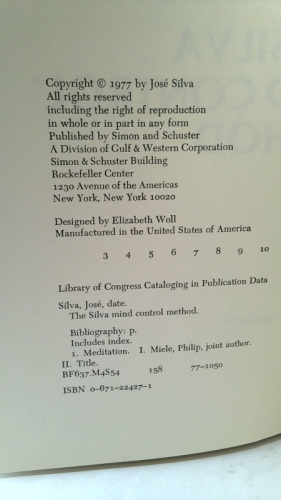 Copyright © 1977 by José Silva
All rights reserved
including the right of reproduction
in whole or in part in any form
Published by Simon and Schuster
A Division of Gulf & Western Corporation
Simon & Schuster Building
Rockefeller Center
1230 Avenue of the Americas
New York, New York 10020
Designed by Elizabeth Woll
Manufactured in the United States of America
3 4 5 6 7 8 9 10
Library of Congress Cataloging in Publication Data
Silva, José, date.
The Silva mind control method.
Bibliography: p.
Includes index.
1. Meditation. I. Miele, Philip, joint author.
II. Title.
BF637.M4S54 158 77-1050
ISBN 0-671-22427-1